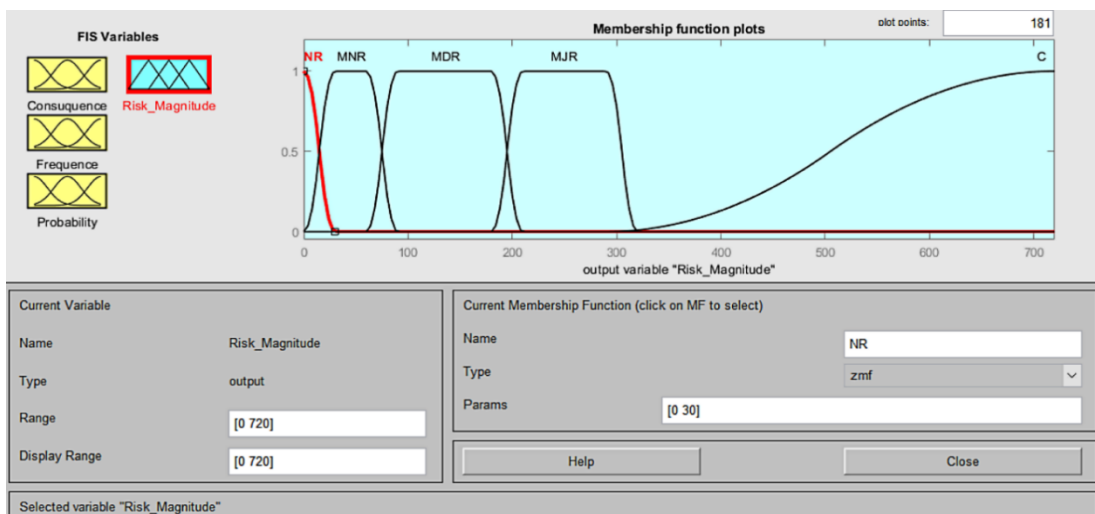 FIS Variables
Consuquence
Risk_Magnitude
Frequence
Probability
Membership function plots
plot points:
181
NR
MNR
MDR
MJR
C
1
0.5
0
0
100
200
300
400
500
600
700
output variable "Risk_Magnitude"
Current Variable
Name
Risk_Magnitude
Type
output
Range
[0 720]
Display Range
[0 720]
Current Membership Function (click on MF to select)
Name
NR
Type
zmf
Params
[0 30]
Help
Close
Selected variable "Risk_Magnitude"